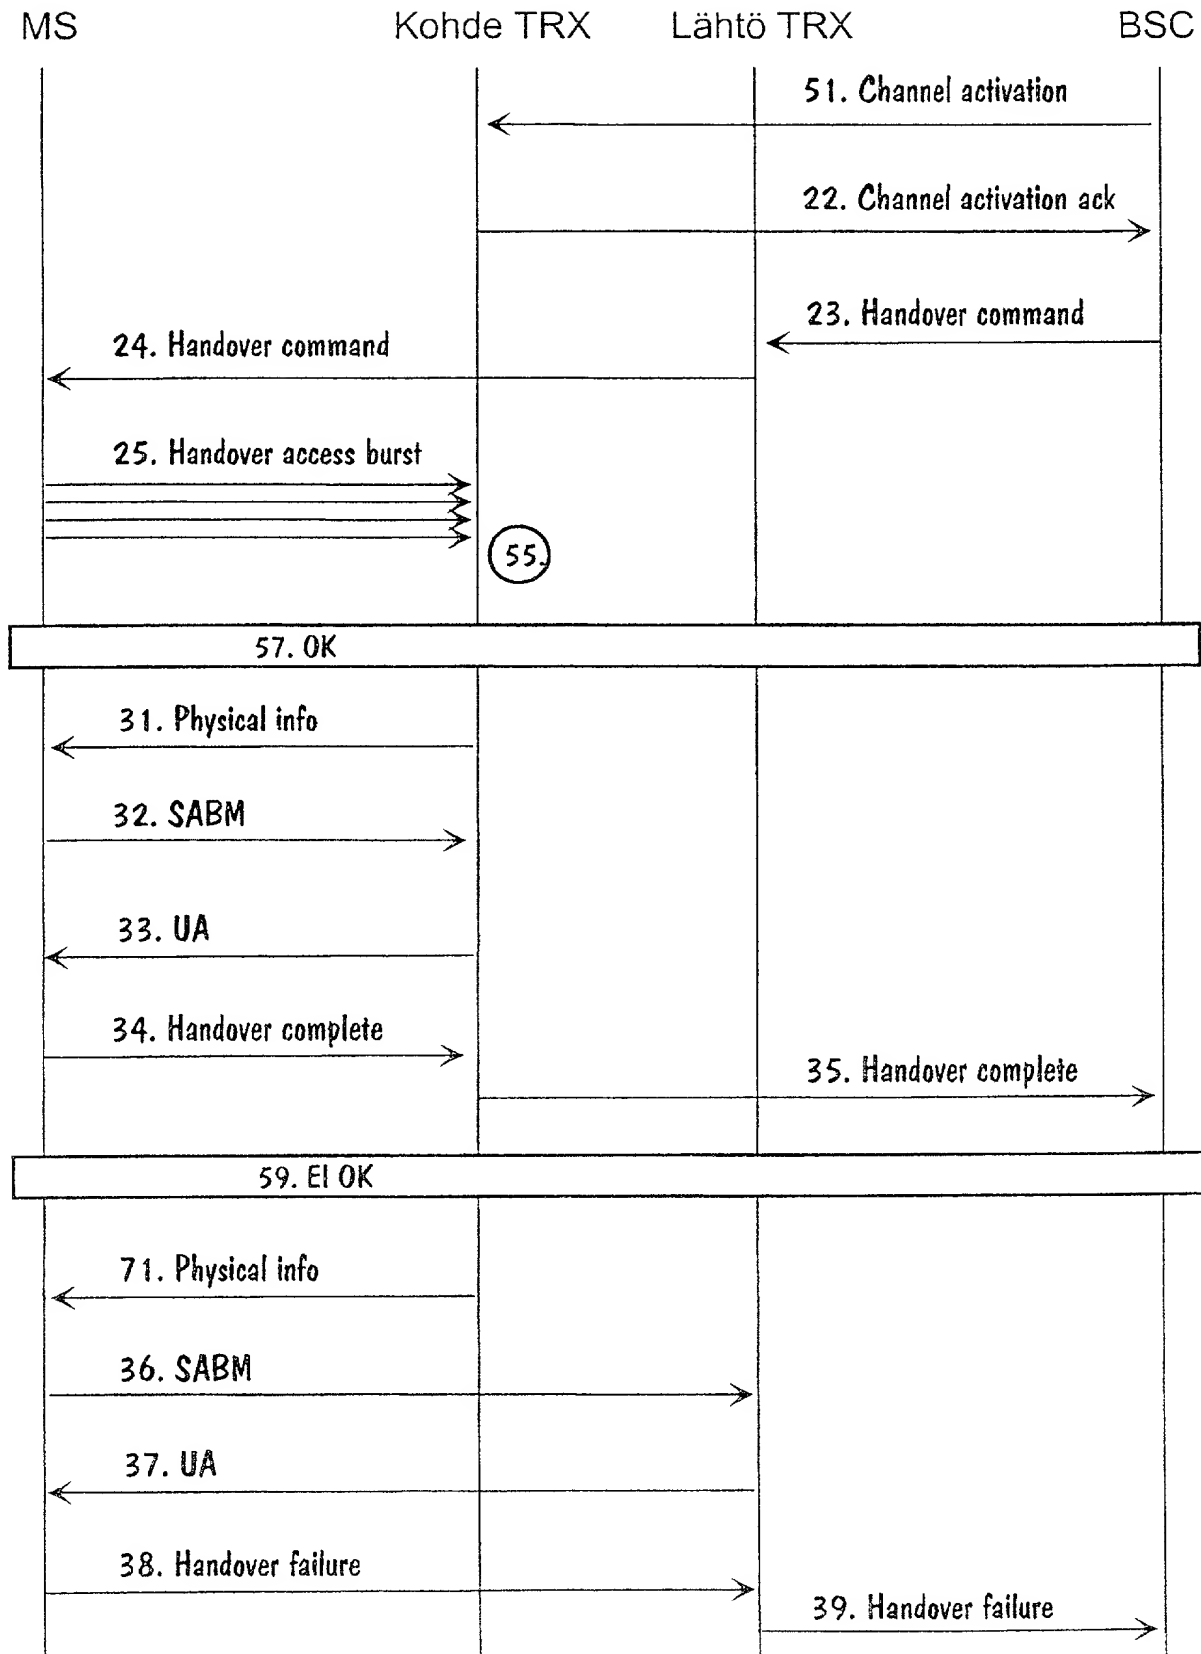 MS Kohde TRX Lähtö TRX BSC
51. Channel activation
22. Channel activation ack
23. Handover command
24. Handover command
25. Handover access burst
55.
57. OK
31. Physical info
32. SABM
33. UA
34. Handover complete
35. Handover complete
59. EI OK
71. Physical info
36. SABM
37. UA
38. Handover failure
39. Handover failure